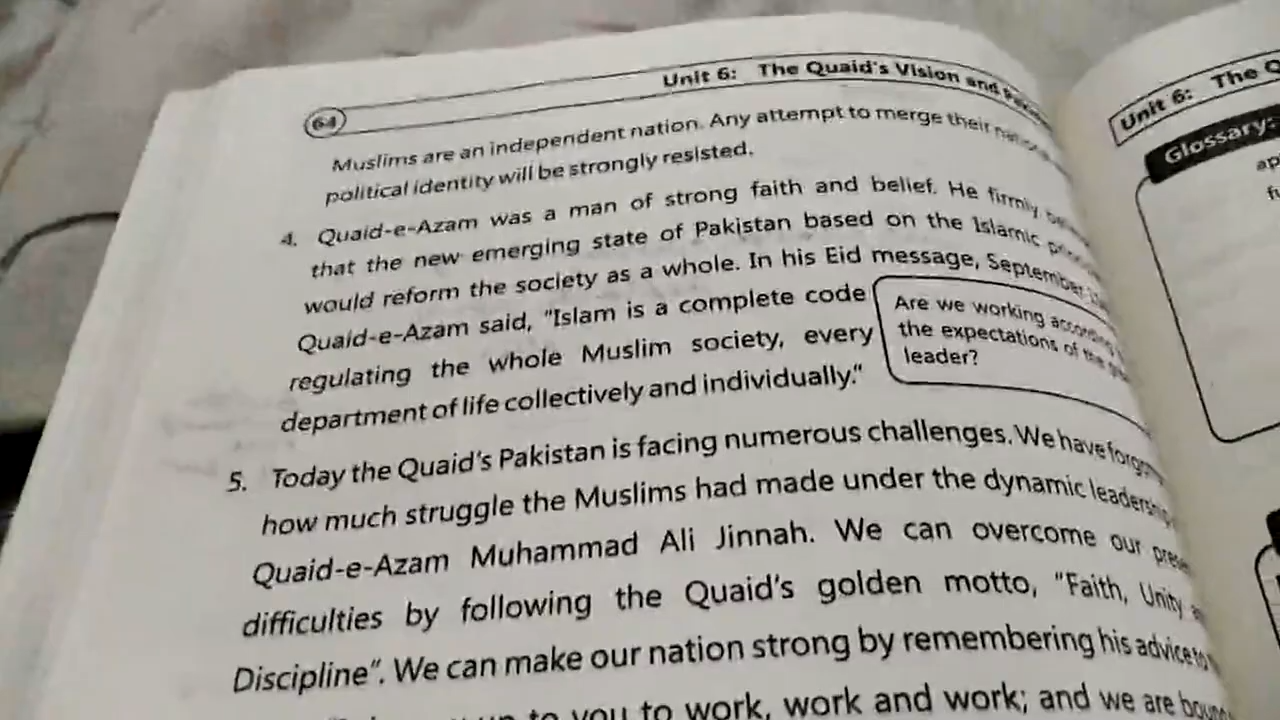 64
Unit 6: The Quaid's Vision and
Muslims are an independent nation. Any attempt to merge their
political identity will be strongly resisted.
4. Quaid-e-Azam was a man of strong faith and belief. He firmly
that the new emerging state of Pakistan based on the Islamic
would reform the society as a whole. In his Eid message, September
Quaid-e-Azam said, "Islam is a complete code
regulating the whole Muslim society, every
department of life collectively and individually."
Are we working
the expectations of the
leader?
5. Today the Quaid's Pakistan is facing numerous challenges. We have
how much struggle the Muslims had made under the dynamic
Quaid-e-Azam Muhammad Ali Jinnah. We can overcome our
difficulties by following the Quaid's golden motto, "Faith, Unity
Discipline". We can make our nation strong by remembering his advice
to you to work, work and work; and we are
Unit 6: The
Glossary: